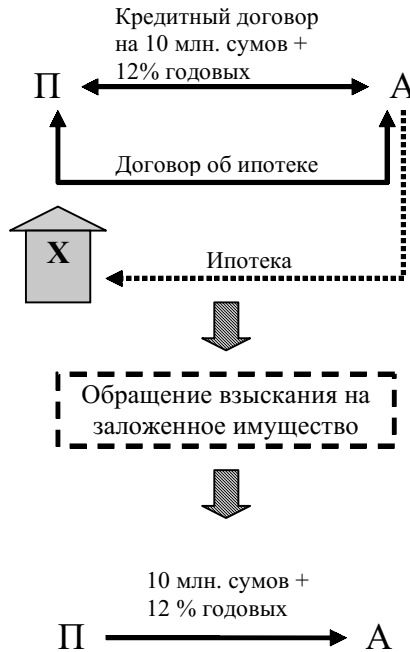 Кредитный договор
на 10 млн. сумов +
12% годовых
П
А
Договор об ипотеке
Х
Ипотека
Обращение взыскания на
заложенное имущество
10 млн. сумов +
12 % годовых
П
А